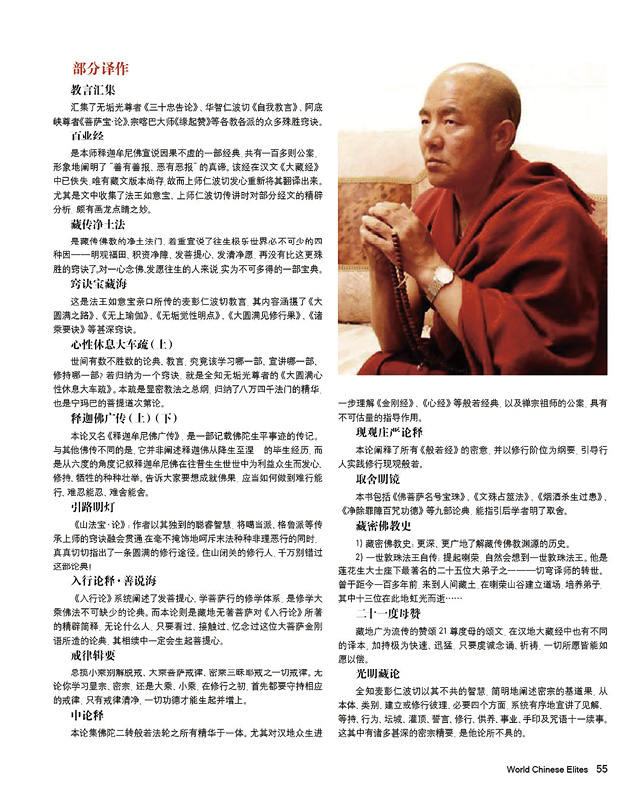 部分译作
教言汇集
汇集了无垢光尊者《三十忠告论》、华智仁波切《自我教言》、阿底
峡尊者《菩萨宝·论》、宗喀巴大师《缘起赞》等各教各派的众多殊胜窍诀。
百业经
是本师释迦牟尼佛宣说因果不虚的一部经典，共有一百多则公案，
形象地阐明了“善有善报、恶有恶报”的真谛。该经在汉文《大藏经》
中已佚失，唯有藏文版本尚存，故而上师仁波切发心重新将其翻译出来。
尤其是文中收集了法王如意宝、上师仁波切传讲时对部分经文的精辟
分析，颇有画龙点睛之妙。
藏传净土法
是藏传佛教的净土法门，着重宣说了往生极乐世界必不可少的四
种因——明观福田、积资净障、发菩提心、发清净愿，再没有比这更殊
胜的窍诀了。对一心念佛、发愿往生的人来说，实为不可多得的一部宝典。
窍诀宝藏海
这是法王如意宝亲口所传的麦彭仁波切教言，其内容涵摄了《大
圆满之路》、《无上瑜伽》、《无垢觉性明点》、《大圆满见修行果》、《诸
乘要诀》等甚深窍诀。
心性休息大车疏（上）
世间有数不胜数的论典、教言，究竟该学习哪一部、宣讲哪一部、
修持哪一部？若归纳为一个窍诀，就是全知无垢光尊者的《大圆满心
性休息大车疏》。本疏是显密教法之总纲，归纳了八万四千法门的精华，
也是宁玛巴的菩提道次第论。
释迦佛广传（上）（下）
本论又名《释迦牟尼佛广传》，是一部记载佛陀生平事迹的传记。
与其他佛传不同的是，它并非阐述释迦佛从降生至涅　的毕生经历，而
是从六度的角度记叙释迦牟尼佛在往昔生生世世中为利益众生而发心、
修持、牺牲的种种壮举。告诉大家要想成就佛果，应当如何做到难行能
行、难忍能忍、难舍能舍。
引路明灯
《山法宝·论》：作者以其独到的聪睿智慧，将噶当派、格鲁派等传
承上师的窍诀融会贯通，在毫不掩饰地呵斥末法种种非理恶行的同时，
真真切切指出了一条圆满的修行途径。住山闭关的修行人，千万别错过
这部论典！
入行论释·善说海
《入行论》系统阐述了发菩提心、学菩萨行的修学体系，是修学大
乘佛法不可缺少的论典。而本论则是藏地无著菩萨对《入行论》所著
的精辟简释，无论什么人，只要看过、接触过、忆念过这位大菩萨金刚
语所造的论典，其相续中一定会生起菩提心。
戒律辑要
总揽小乘别解脱戒、大乘菩萨戒律、密乘三昧耶戒之一切戒律。无
论你学习显宗、密宗，还是大乘、小乘，在修行之初，首先都要守持相应
的戒律，只有戒律清净，一切功德才能生起并增上。
中论释
本论集佛陀二转般若法轮之所有精华于一体。尤其对汉地众生进
一步理解《金刚经》、《心经》等般若经典，以及禅宗祖师的公案，具有
不可估量的指导作用。
现观庄严论释
本论阐释了所有《般若经》的密意，并以修行阶位为纲要，引导行
人实践修行现观般若。
取舍明镜
本书包括《佛菩萨名号宝珠》、《文殊占筮法》、《烟酒杀生过患》、
《净除罪障百咒功德》等九部论典，能指引后学者明了取舍。
藏密佛教史
1）藏密佛教史：更深、更广地了解藏传佛教渊源的历史。
2）一世敦珠法王自传：提起喇荣，自然会想到一世敦珠法王。他是
莲花生大士座下最著名的二十五位大弟子之一——切穹译师的转世。
曾于距今一百多年前，来到人间藏土，在喇荣山谷建立道场，培养弟子，
其中十三位在此地虹光而逝……
二十一度母赞
藏地广为流传的赞颂21尊度母的颂文，在汉地大藏经中也有不同
的译本，加持极为快速、迅猛，只要虔诚念诵、祈祷，一切所愿皆能如
愿以偿。
光明藏论
全知麦彭仁波切以其不共的智慧，简明地阐述密宗的基道果，从
本体、类别、建立或修行彼理、必要四个方面，系统有序地宣讲了见解、
等持、行为、坛城、灌顶、誓言、修行、供养、事业、手印及咒语十一续事。
这其中有诸多甚深的密宗精要，是他论所不具的。
World Chinese Elites 55